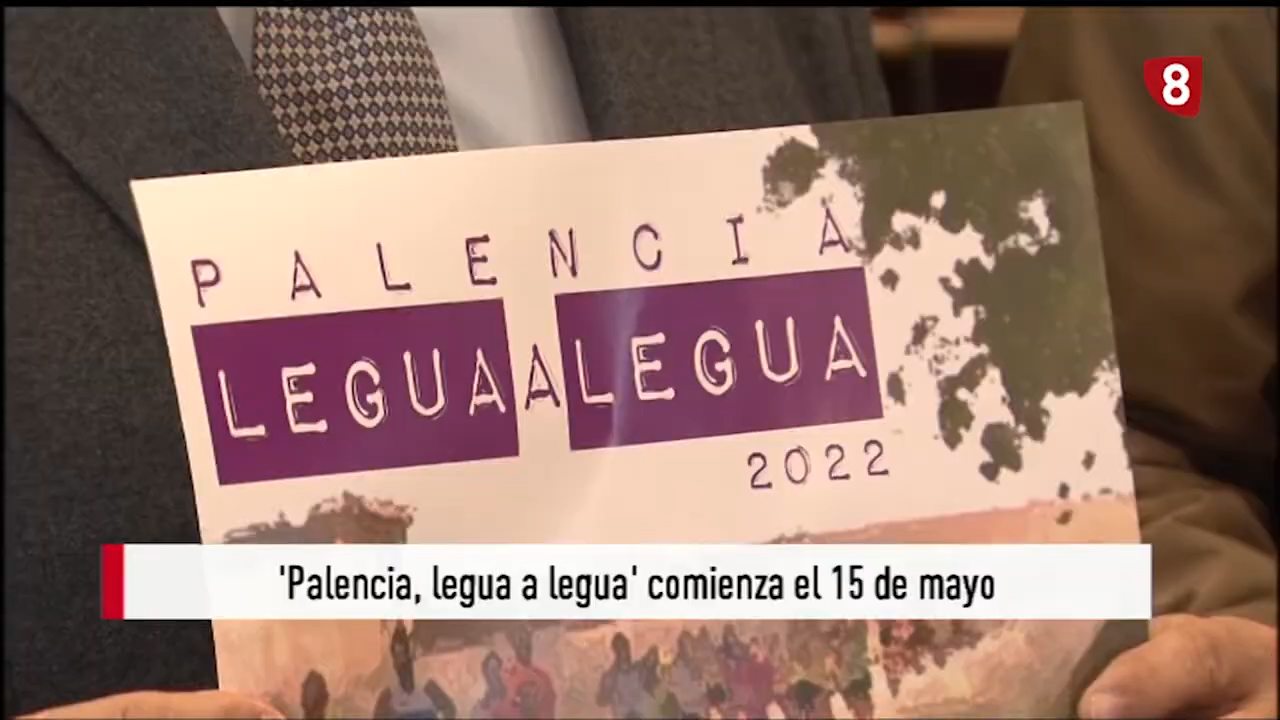 8
PALENCIA
LEGUA A LEGUA
2022
'Palencia, legua a legua' comienza el 15 de mayo